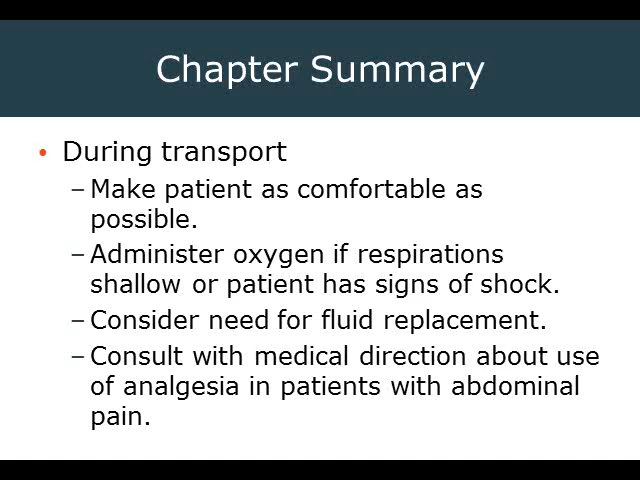 Chapter Summary
• During transport
– Make patient as comfortable as
possible.
– Administer oxygen if respirations
shallow or patient has signs of shock.
– Consider need for fluid replacement.
– Consult with medical direction about use
of analgesia in patients with abdominal
pain.